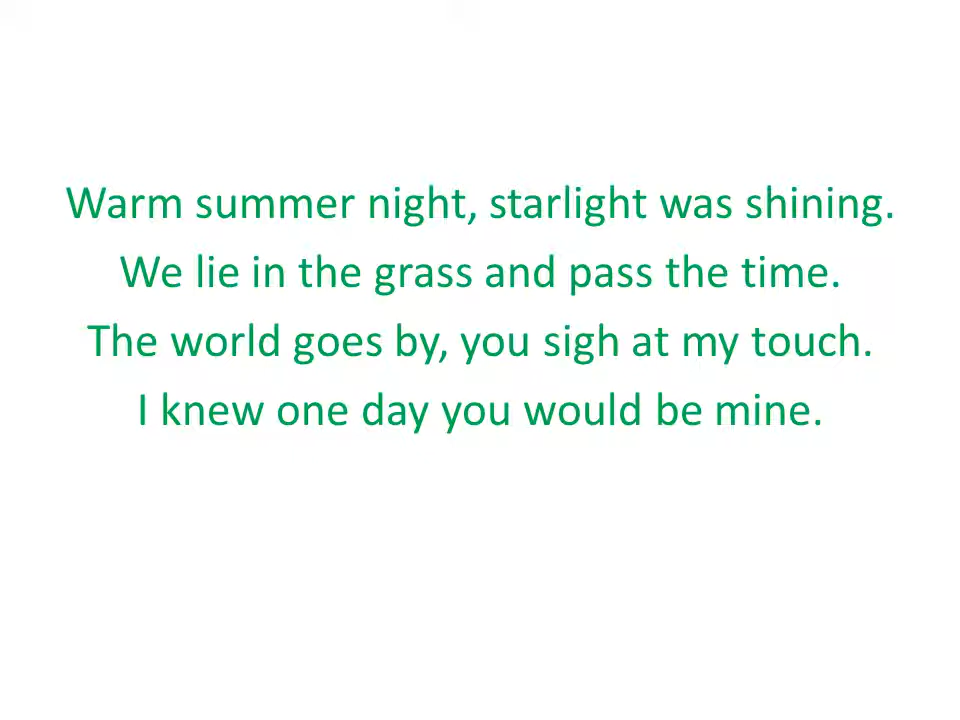 Warm summer night, starlight was shining.
We lie in the grass and pass the time.
The world goes by, you sigh at my touch.
I knew one day you would be mine.